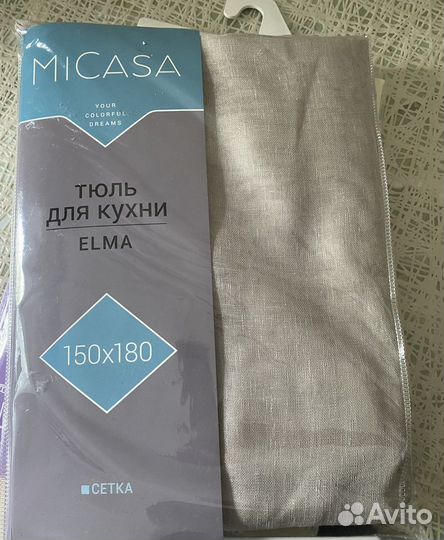 MICASA
YOUR
COLORFUL
DREAMS
ТЮЛЬ
ДЛЯ КУХНИ
ELMA
150x180
СЕТКА
Avito